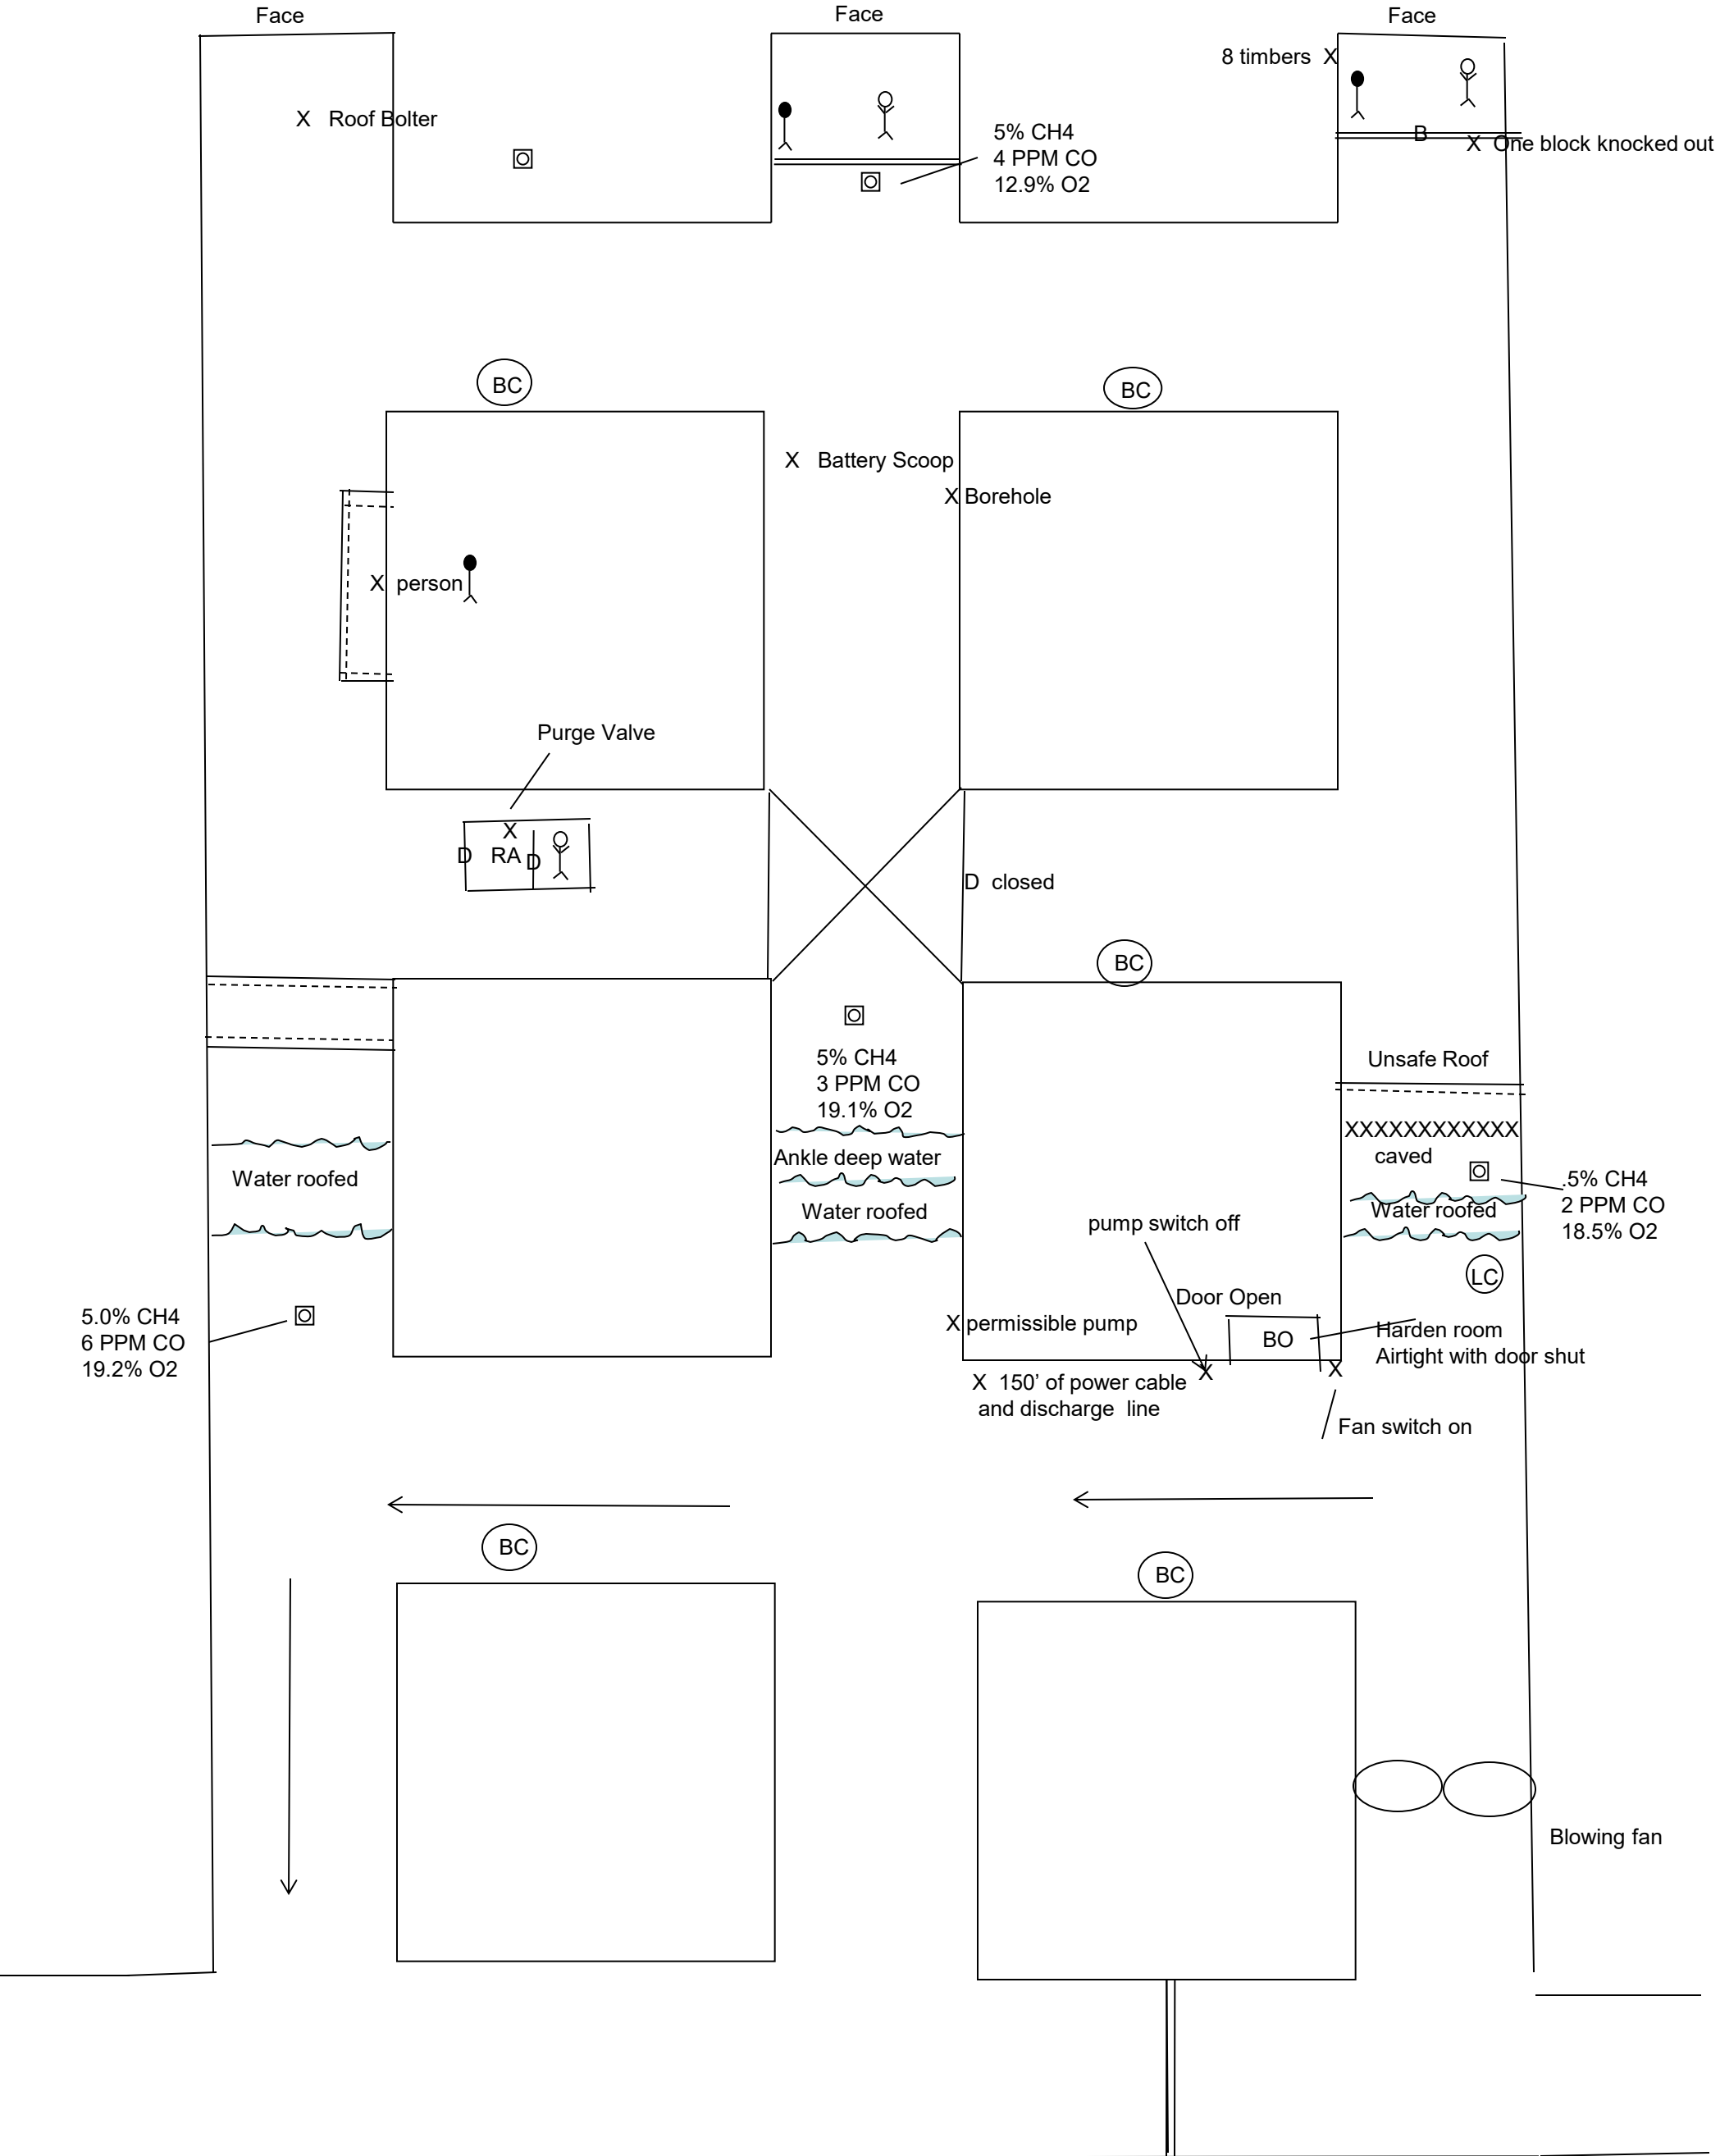 Face
Face
Face
8 timbers X
X Roof Bolter
5% CH4
4 PPM CO
12.9% O2
B
X One block knocked out
BC
BC
X Battery Scoop
X Borehole
X person
Purge Valve
X
D RA D
D closed
BC
5% CH4
3 PPM CO
19.1% O2
Unsafe Roof
XXXXXXXXXXXX
caved
Ankle deep water
Water roofed
Water roofed
.5% CH4
2 PPM CO
18.5% O2
Water roofed
pump switch off
LC
Door Open
5.0% CH4
6 PPM CO
19.2% O2
X permissible pump
BO
Harden room
Airtight with door shut
X 150’ of power cable
and discharge line
X
X
Fan switch on
BC
BC
Blowing fan